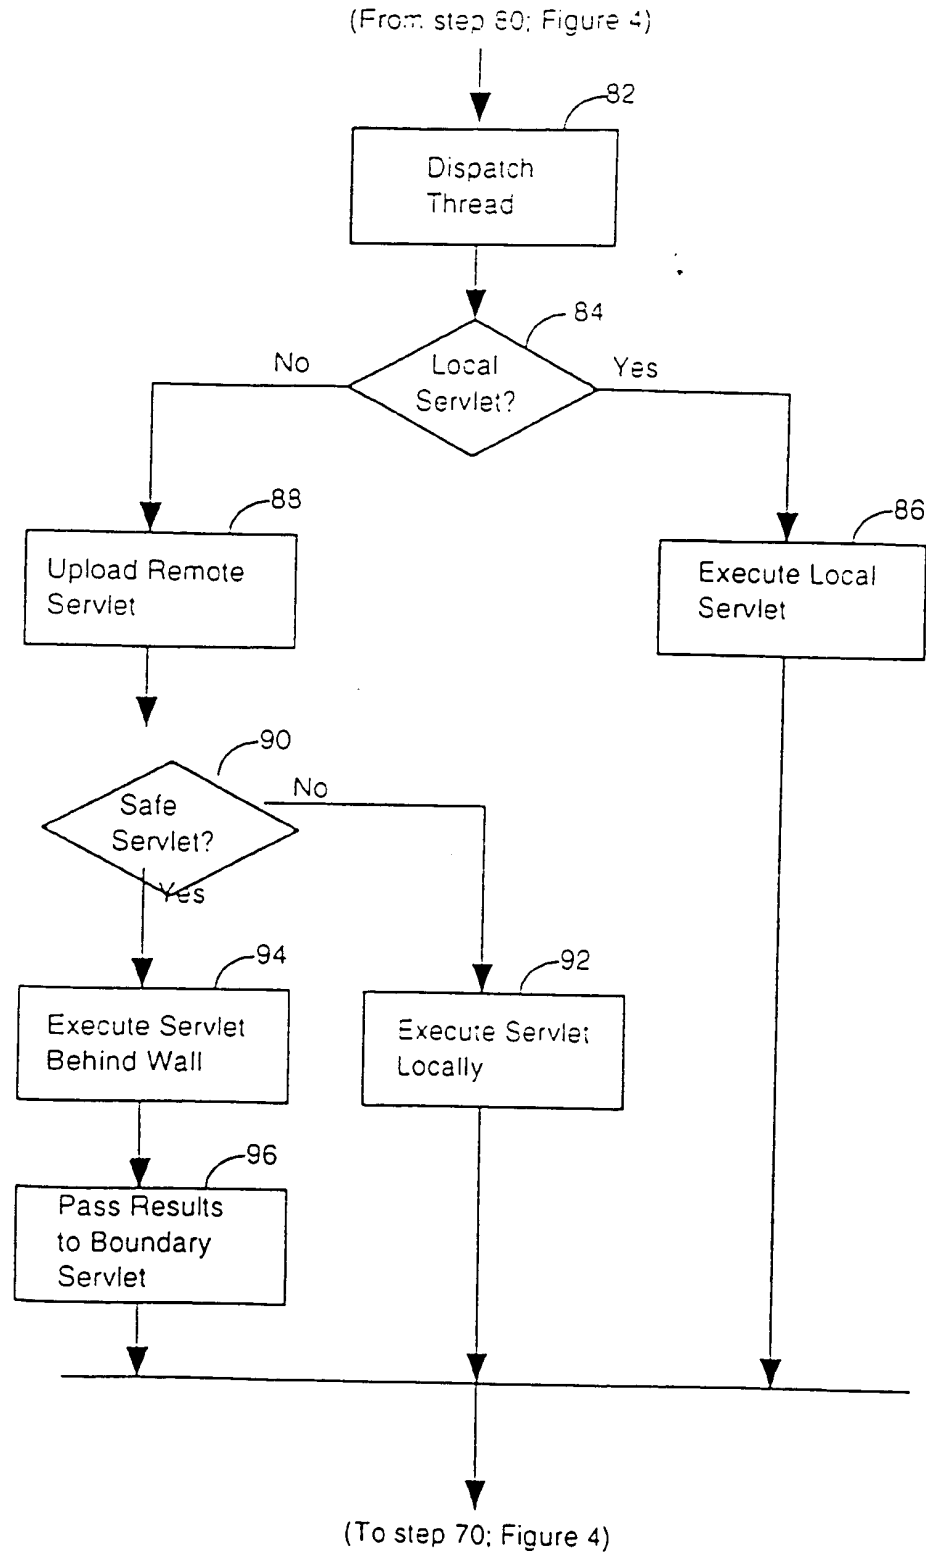 (From step 80; Figure 4)
82
Dispatch
Thread
84
Local
Servlet?
No
Yes
88
Upload Remote
Servlet
86
Execute Local
Servlet
90
Safe
Servlet?
No
Yes
94
Execute Servlet
Behind Wall
92
Execute Servlet
Locally
96
Pass Results
to Boundary
Servlet
(To step 70; Figure 4)